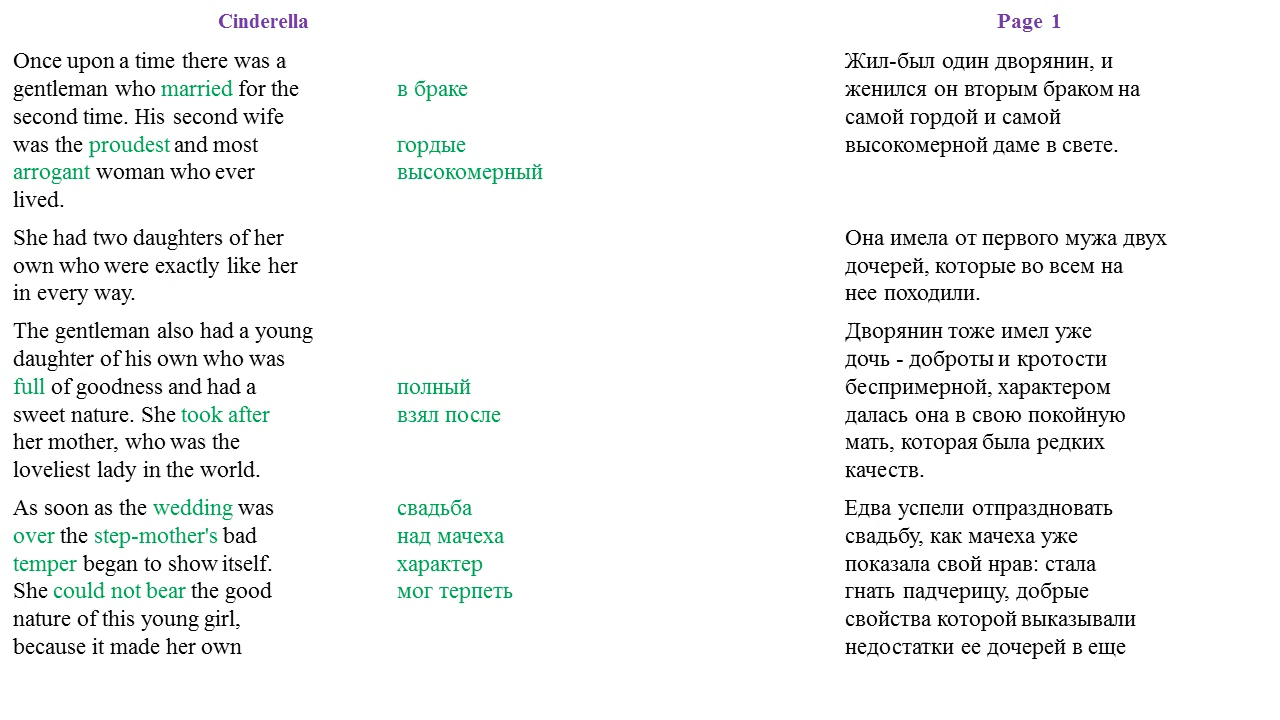 Cinderella
Page 1
Once upon a time there was a
gentleman who married for the
second time. His second wife
was the proudest and most
arrogant woman who ever
lived.
в браке
гордые
высокомерный
Жил-был один дворянин, и
женился он вторым браком на
самой гордой и самой
высокомерной даме в свете.
She had two daughters of her
own who were exactly like her
in every way.
Она имела от первого мужа двух
дочерей, которые во всем на
нее походили.
The gentleman also had a young
daughter of his own who was
full of goodness and had a
sweet nature. She took after
her mother, who was the
loveliest lady in the world.
полный
взял после
Дворянин тоже имел уже
дочь - доброты и кротости
беспримерной, характером
далась она в свою покойную
мать, которая была редких
качеств.
As soon as the wedding was
over the step-mother's bad
temper began to show itself.
She could not bear the good
nature of this young girl,
because it made her own
свадьба
над мачеха
характер
мог терпеть
Едва успели отпраздновать
свадьбу, как мачеха уже
показала свой нрав: стала
гнать падчерицу, добрые
свойства которой выказывали
недостатки ее дочерей в еще